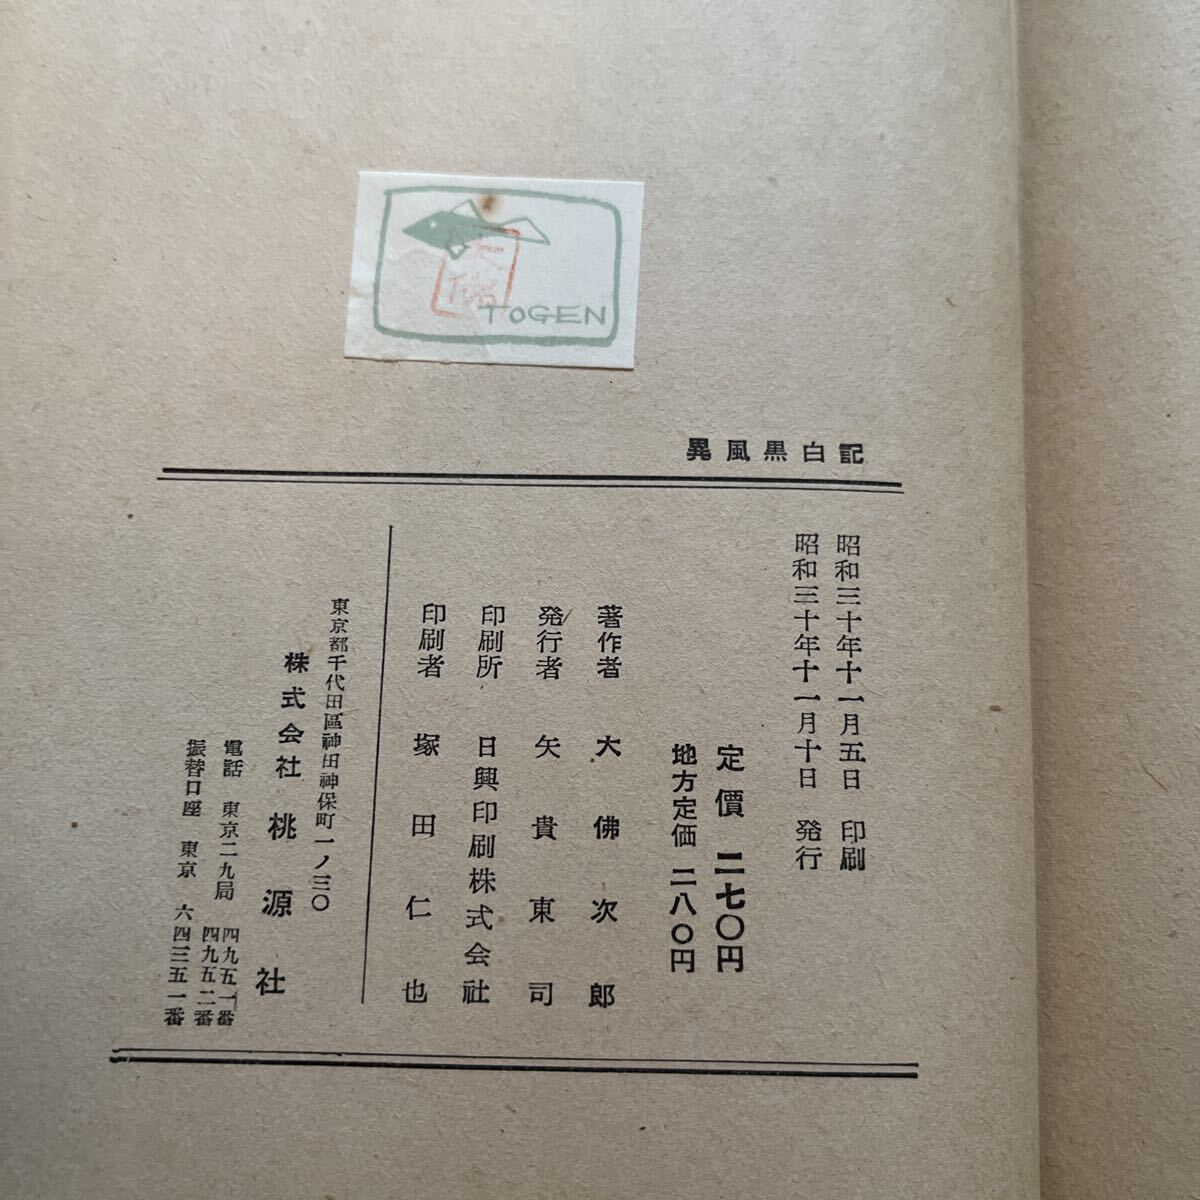 TOGEN
大佛
異風黒白記
昭和三十年十一月五日 印刷
昭和三十年十一月十日 発行
定價 二七〇円
地方定価 二八〇円
著作者 大佛次郎
発行者 矢貴東司
印刷所 日興印刷株式会社
印刷者 塚田仁也
東京都千代田區神田神保町一ノ三〇
株式会社 桃源社
電話 東京二九局 四九五一番
四九五二番
振替口座 東京 六四三五一番